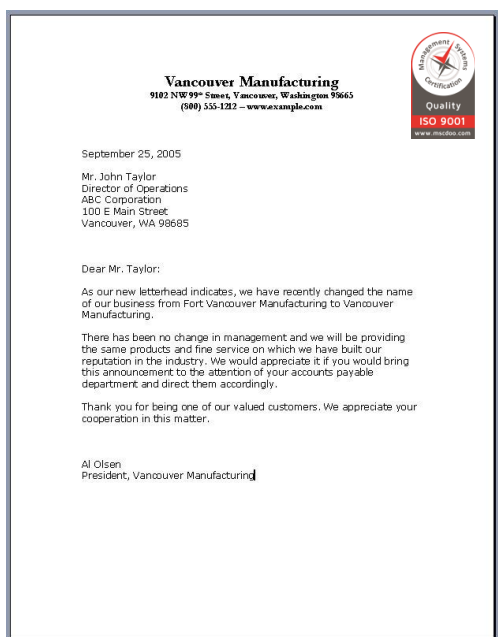 Management Systems
Certification
Quality
ISO 9001
www.mscdoo.com
Vancouver Manufacturing
9102 NW 99th Street, Vancouver, Washington 98665
(800) 555-1212 – www.example.com
September 25, 2005
Mr. John Taylor
Director of Operations
ABC Corporation
100 E Main Street
Vancouver, WA 98685
Dear Mr. Taylor:
As our new letterhead indicates, we have recently changed the name
of our business from Fort Vancouver Manufacturing to Vancouver
Manufacturing.
There has been no change in management and we will be providing
the same products and fine service on which we have built our
reputation in the industry. We would appreciate it if you would bring
this announcement to the attention of your accounts payable
department and direct them accordingly.
Thank you for being one of our valued customers. We appreciate your
cooperation in this matter.
Al Olsen
President, Vancouver Manufacturing